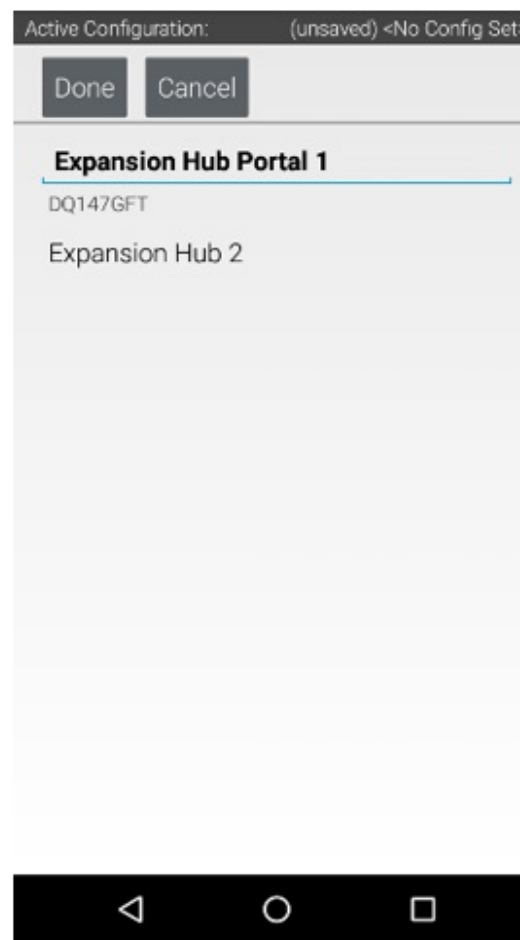 Active Configuration: (unsaved) <No Config Set>
Done Cancel
Expansion Hub Portal 1
DQ147GFT
Expansion Hub 2